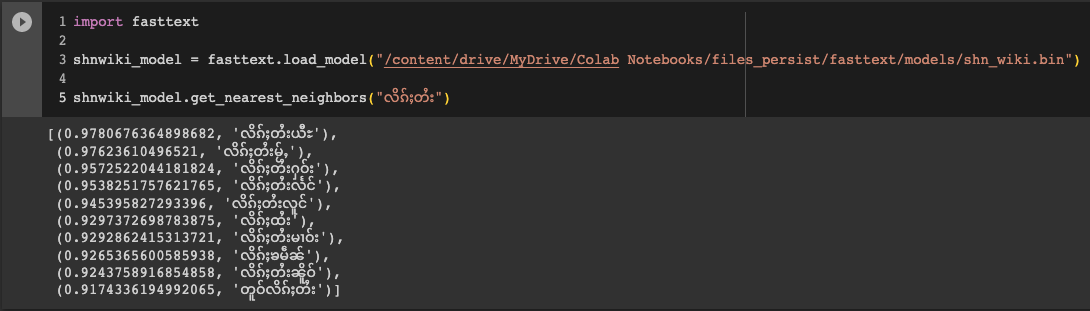 1 import fasttext
2
3 shnwiki_model = fasttext.load_model("/content/drive/MyDrive/Colab Notebooks/files_persist/fasttext/models/shn_wiki.bin")
4
5 shnwiki_model.get_nearest_neighbors("လိၵ်ႈတႆး")
[(0.9780676364898682, 'လိၵ်ႈတႆးယီႊ'),
(0.97623610496521, 'လိၵ်ႈတႆးမႂ်ႇ'),
(0.9572522044181824, 'လိၵ်ႈတႆးႁဝ်း'),
(0.9538251757621765, 'လိၵ်ႈတႆးလႅင်'),
(0.945395827293396, 'လိၵ်ႈတႆးလူင်'),
(0.9297372698783875, 'လိၵ်ႈထႆး'),
(0.9292862415313721, 'လိၵ်ႈတႆးမၢဝ်း'),
(0.9265365600585938, 'လိၵ်ႈၶမီၼ်'),
(0.9243758916854858, 'လိၵ်ႈတႆးၼိူဝ်'),
(0.9174336194992065, 'တူဝ်လိၵ်ႈတႆး')]